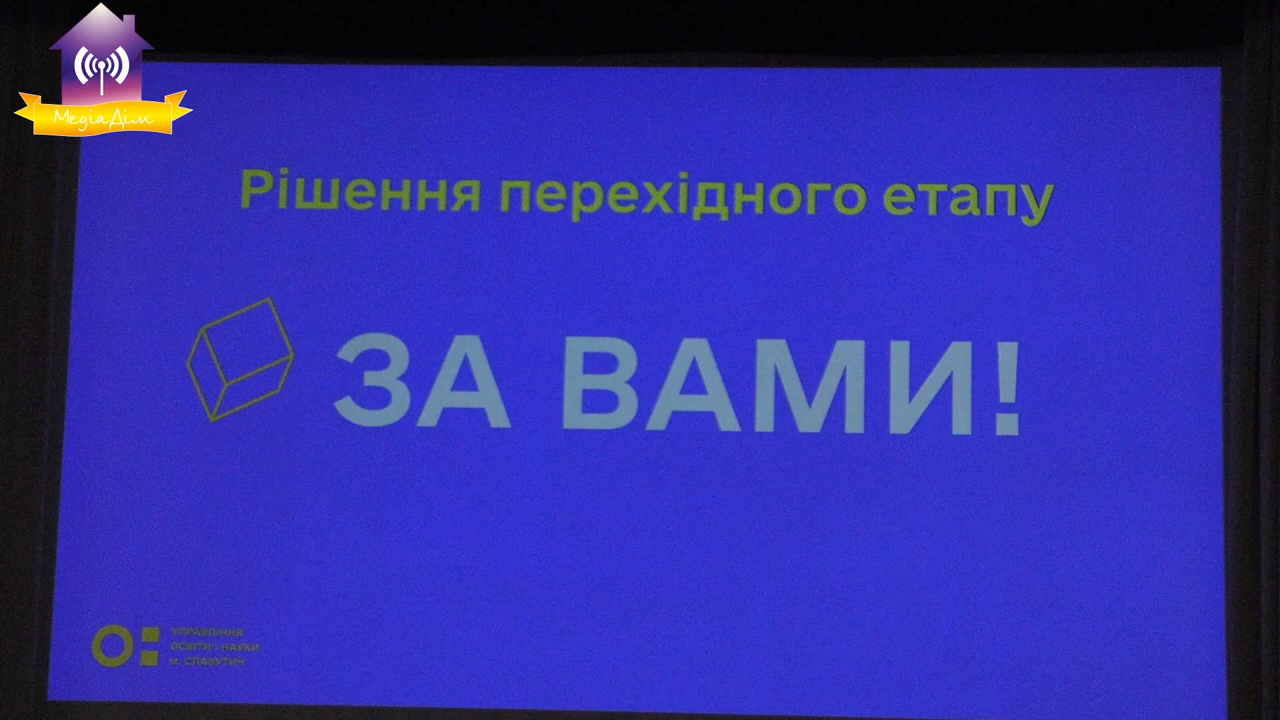 МедіаДім
Рішення перехідного етапу
ЗА ВАМИ!
УПРАВЛІННЯ
ОСВІТИ І НАУКИ
м. СЛАВУТИЧ